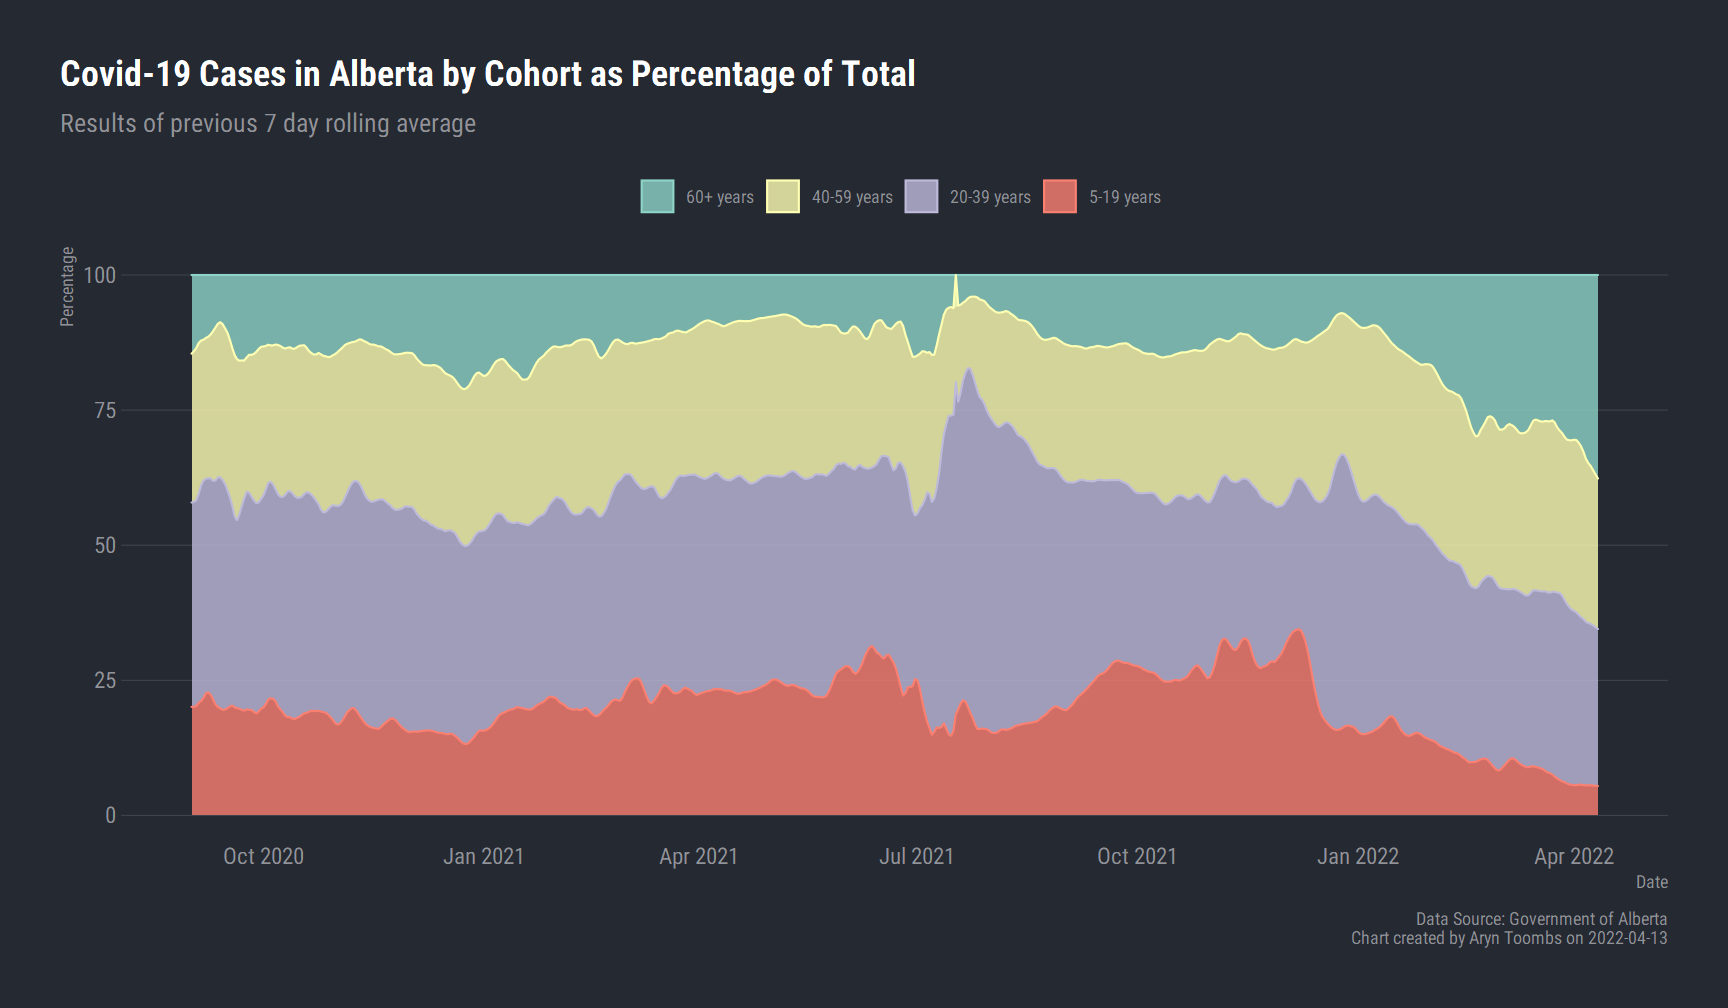 Covid-19 Cases in Alberta by Cohort as Percentage of Total
Results of previous 7 day rolling average
60+ years 40-59 years 20-39 years 5-19 years
Percentage
100
75
50
25
0
Oct 2020 Jan 2021 Apr 2021 Jul 2021 Oct 2021 Jan 2022 Apr 2022
Date
Data Source: Government of Alberta
Chart created by Aryn Toombs on 2022-04-13